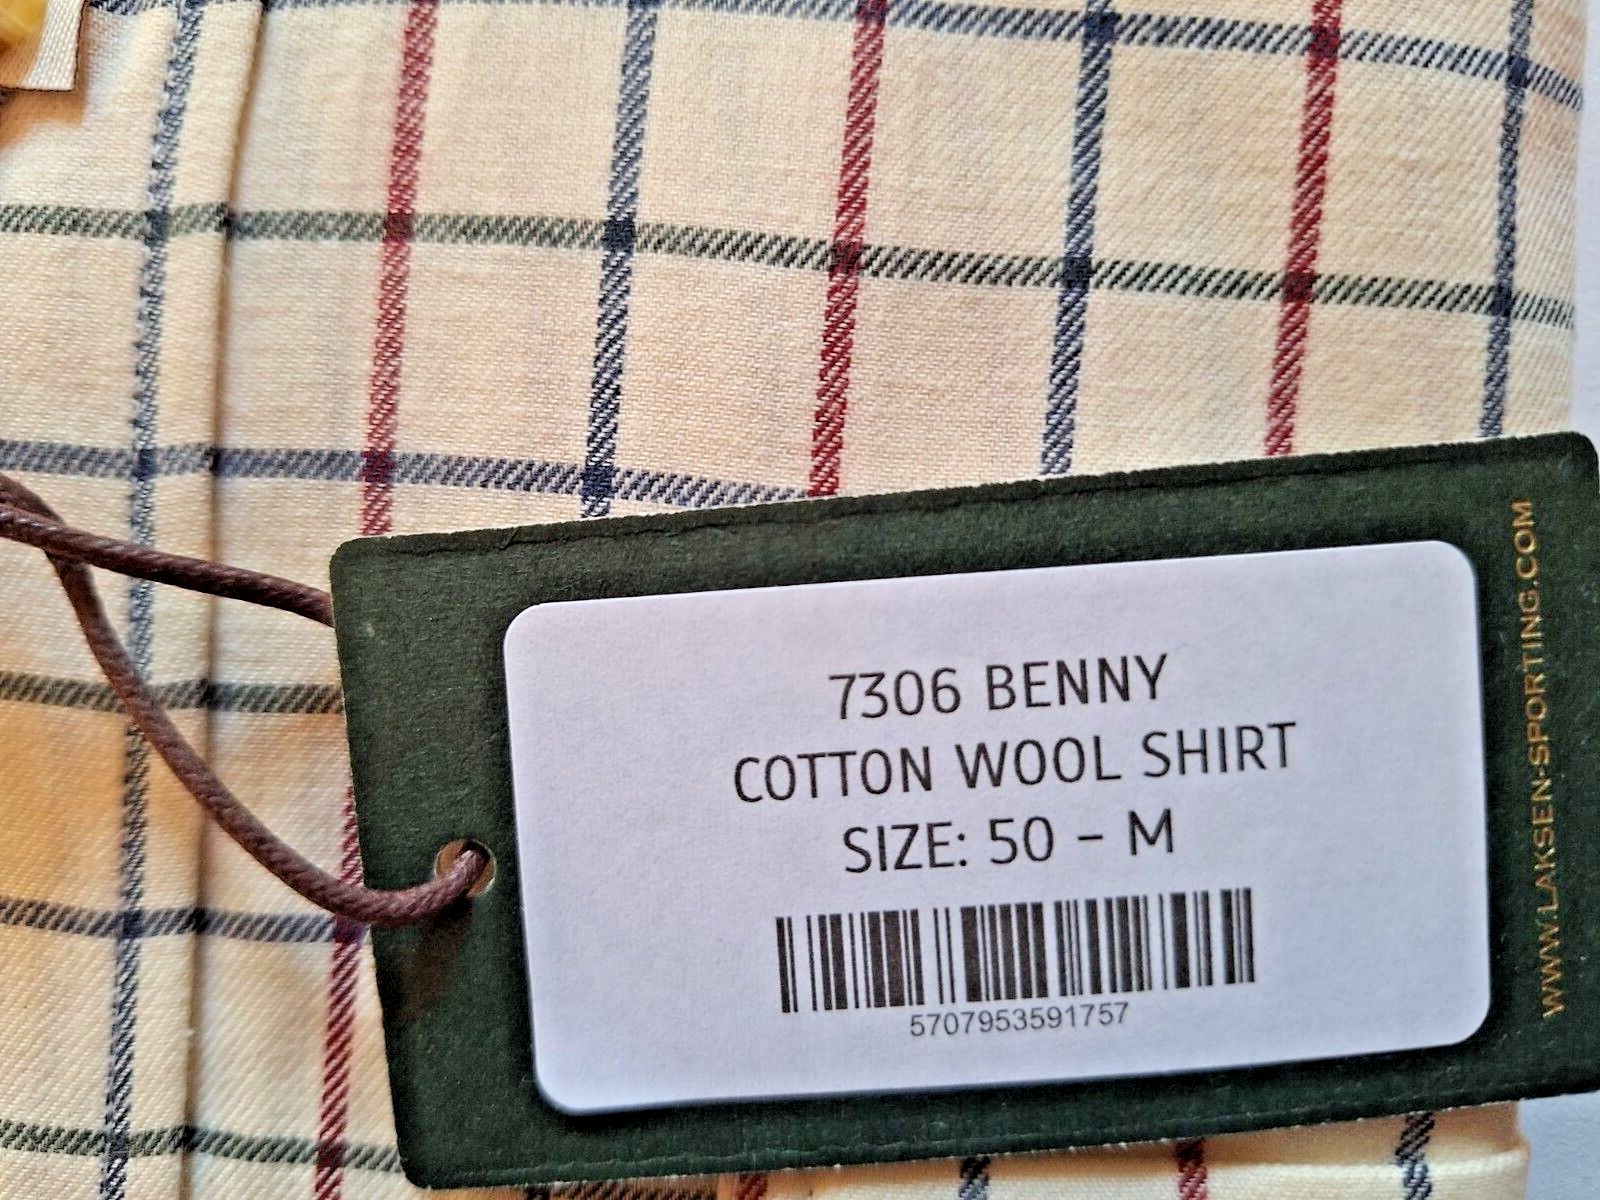 7306 BENNY
COTTON WOOL SHIRT
SIZE: 50 - M
5707953591757
WWW.LAKSEN-SPORTING.COM